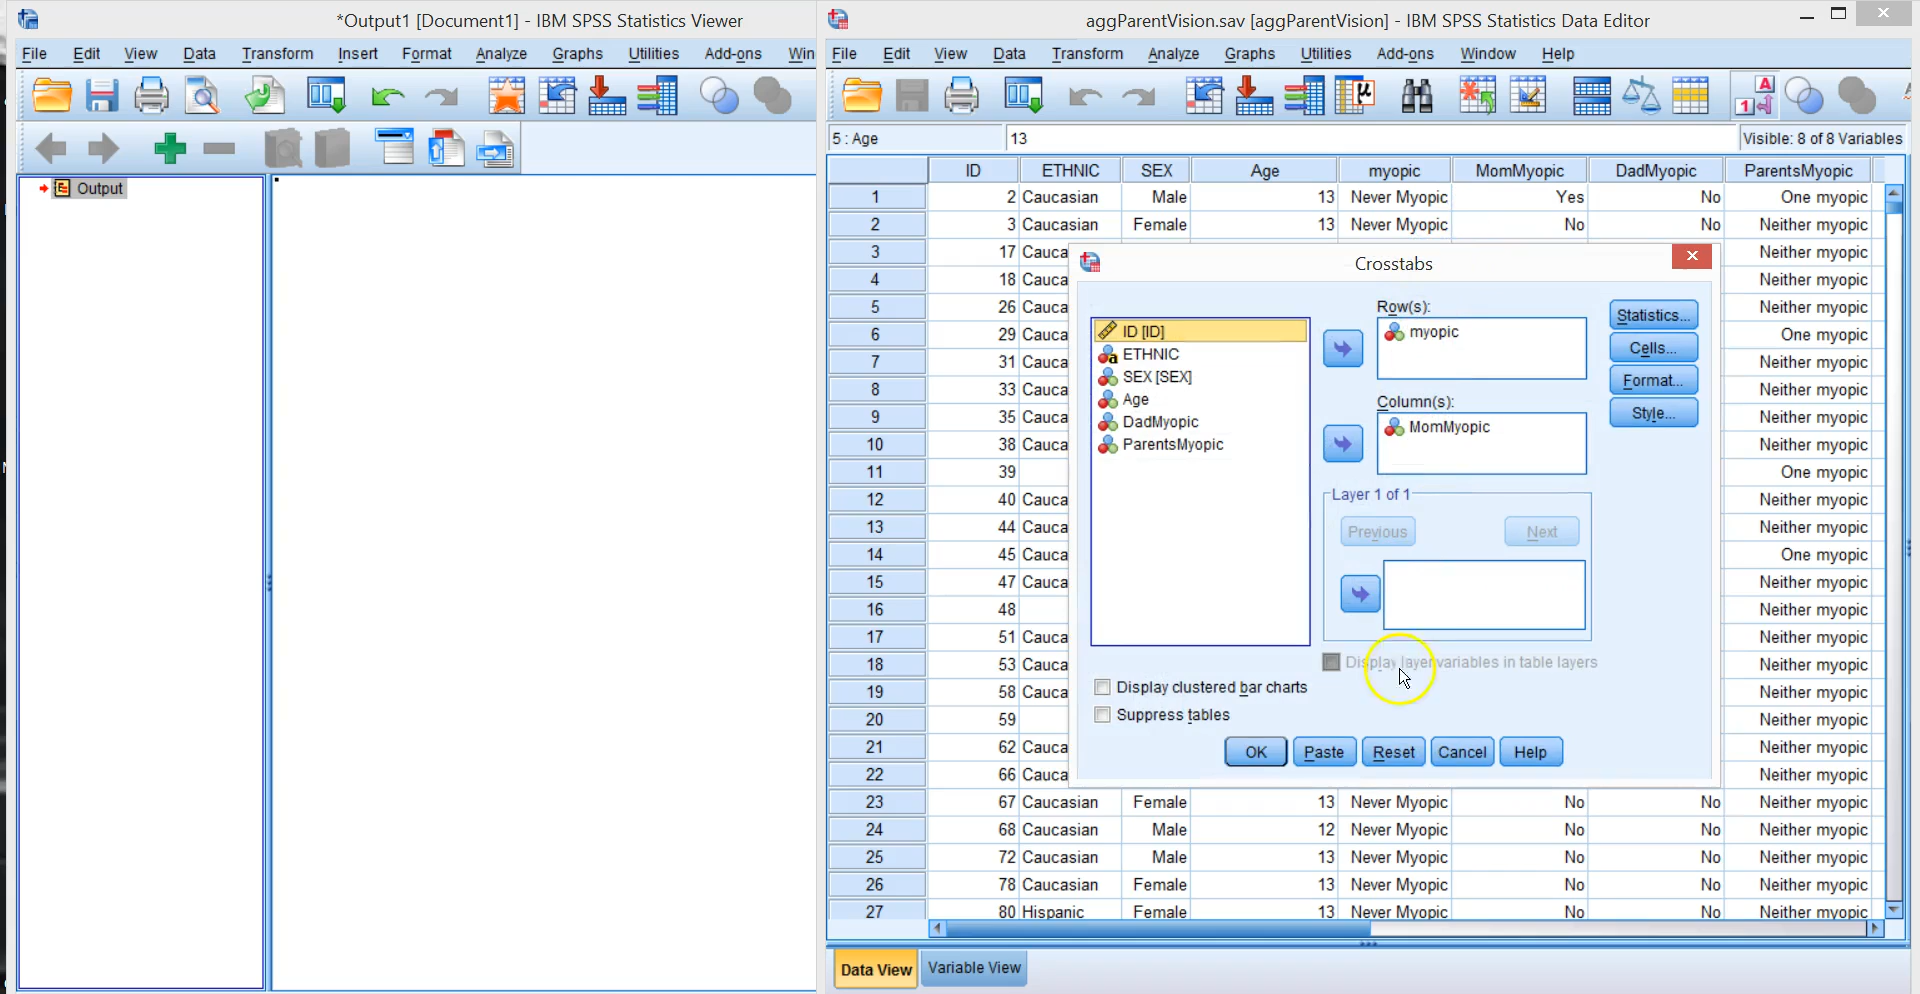 *Output1 [Document1] - IBM SPSS Statistics Viewer
File Edit View Data Transform Insert Format Analyze Graphs Utilities Add-ons Win
Output
aggParentVision.sav [aggParentVision] - IBM SPSS Statistics Data Editor
File Edit View Data Transform Analyze Graphs Utilities Add-ons Window Help
5 : Age 13 Visible: 8 of 8 Variables
ID ETHNIC SEX Age myopic MomMyopic DadMyopic ParentsMyopic
1 2 Caucasian Male 13 Never Myopic Yes No One myopic
2 3 Caucasian Female 13 Never Myopic No No Neither myopic
3 17 Cauca Neither myopic
4 18 Cauca Neither myopic
5 26 Cauca Neither myopic
6 29 Cauca One myopic
7 31 Cauca Neither myopic
8 33 Cauca Neither myopic
9 35 Cauca Neither myopic
10 38 Cauca Neither myopic
11 39 One myopic
12 40 Cauca Neither myopic
13 44 Cauca Neither myopic
14 45 Cauca One myopic
15 47 Cauca Neither myopic
16 48 Neither myopic
17 51 Cauca Neither myopic
18 53 Cauca Neither myopic
19 58 Cauca Neither myopic
20 59 Neither myopic
21 62 Cauca Neither myopic
22 66 Cauca Neither myopic
23 67 Caucasian Female 13 Never Myopic No No Neither myopic
24 68 Caucasian Male 12 Never Myopic No No Neither myopic
25 72 Caucasian Male 13 Never Myopic No No Neither myopic
26 78 Caucasian Female 13 Never Myopic No No Neither myopic
27 80 Hispanic Female 13 Never Myopic No No Neither myopic
Data View Variable View
Crosstabs
ID [ID]
ETHNIC
SEX [SEX]
Age
DadMyopic
ParentsMyopic
Row(s):
myopic
Column(s):
MomMyopic
Layer 1 of 1
Previous Next
Display layer variables in table layers
Statistics...
Cells...
Format...
Style...
Display clustered bar charts
Suppress tables
OK Paste Reset Cancel Help